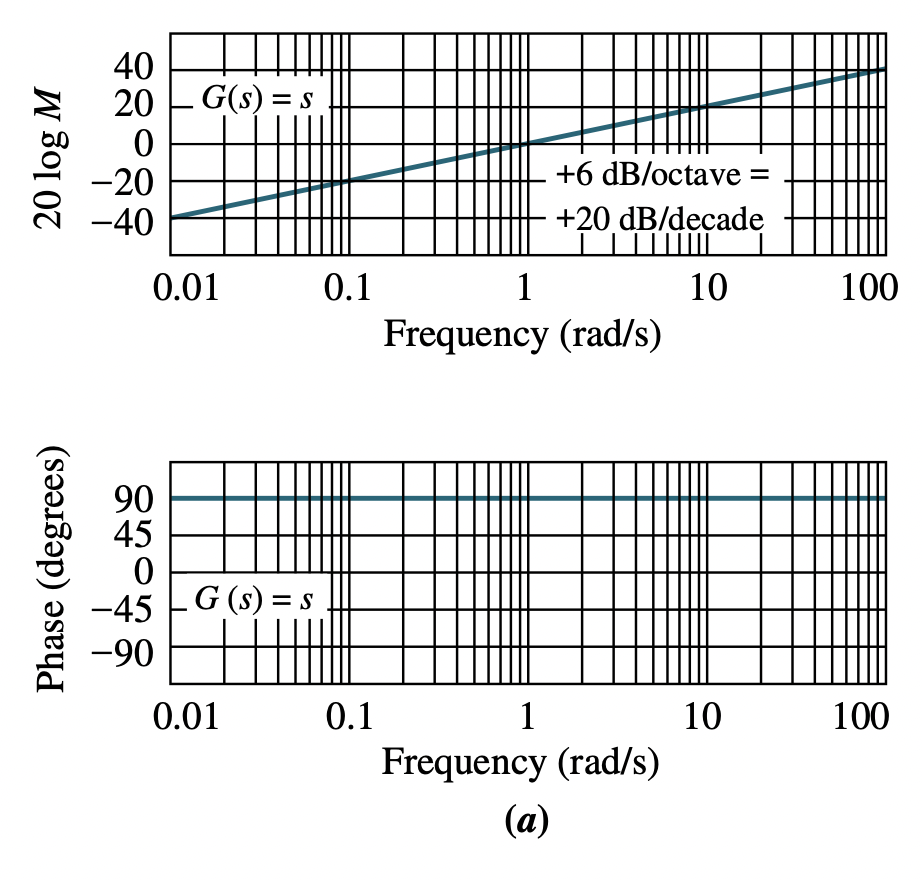 40
20
0
−20
−40
20 log M
G(s) = s
+6 dB/octave =
+20 dB/decade
0.01 0.1 1 10 100
Frequency (rad/s)
90
45
0
−45
−90
Phase (degrees)
G (s) = s
0.01 0.1 1 10 100
Frequency (rad/s)
(a)